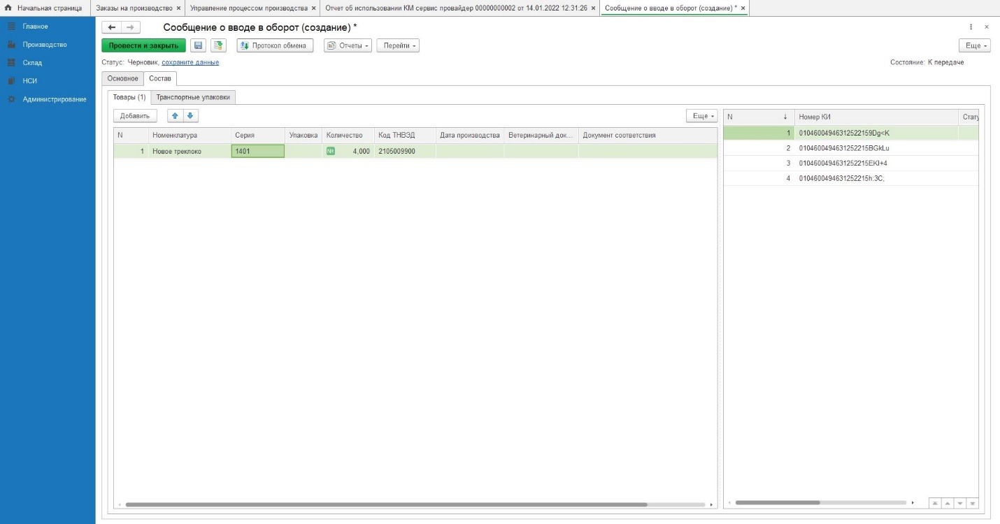 Начальная страница Заказы на производство × Управление процессом производства × Отчет об использовании КМ сервис провайдер 00000000002 от 14.01.2022 12:31:26 × Сообщение о вводе в оборот (создание) * ×
Главное
Производство
Склад
НСИ
Администрирование
Сообщение о вводе в оборот (создание) *
Провести и закрыть Протокол обмена Отчеты Перейти Еще
Статус: Черновик, сохраните данные Состояние: К передаче
Основное Состав
Товары (1) Транспортные упаковки
Добавить Еще
N Номенклатура Серия Упаковка Количество Код ТНВЭД Дата производства Ветеринарный док... Документ соответствия
1 Новое треклоко 1401 № 4,000 2105009900
N ↓ Номер КИ Стату
1 01046004946312522159Dg<K
2 0104600494631252215BGkLu
3 0104600494631252215EKI+4
4 0104600494631252215h:3C;